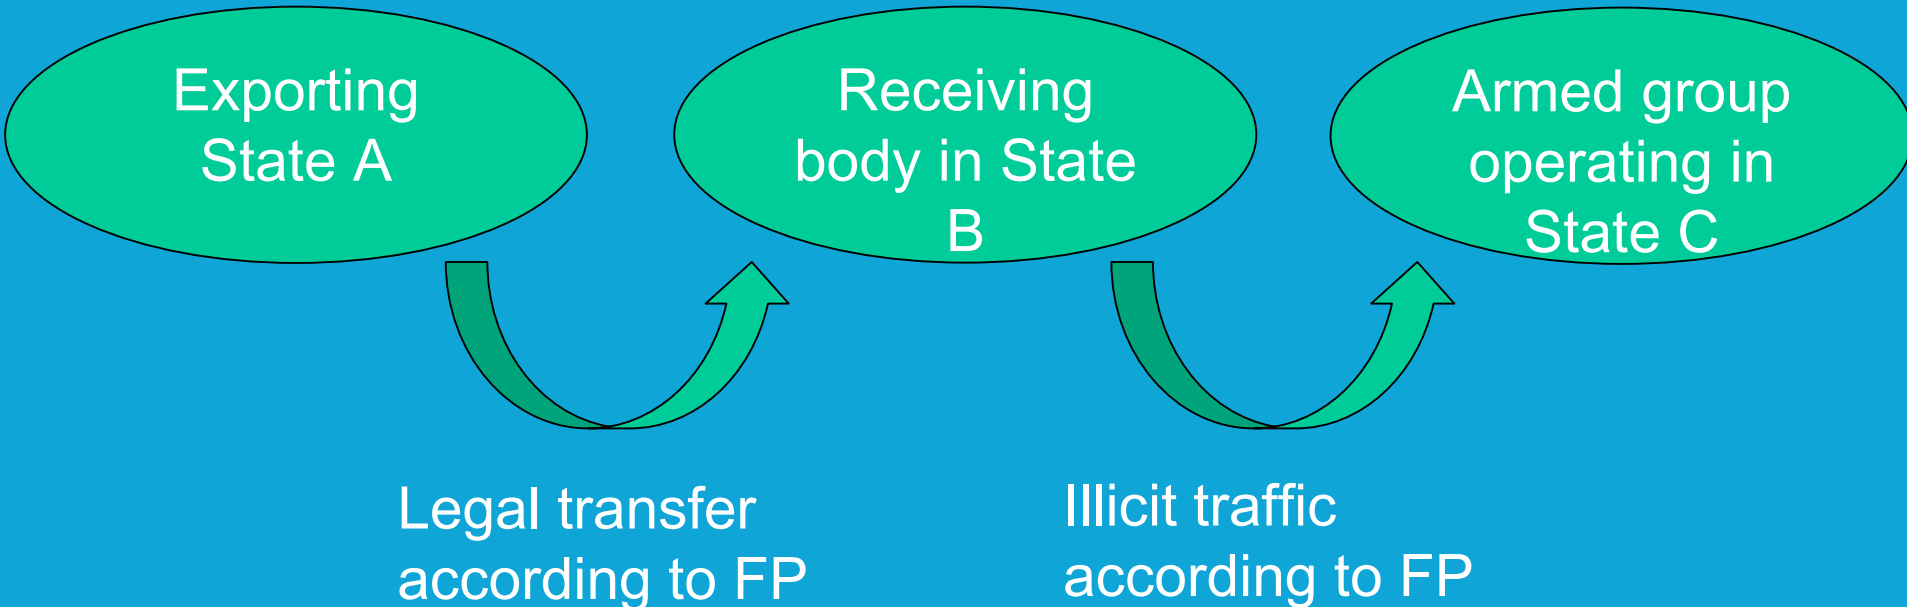 Exporting
State A
Receiving
body in State
B
Armed group
operating in
State C
Legal transfer
according to FP
Illicit traffic
according to FP